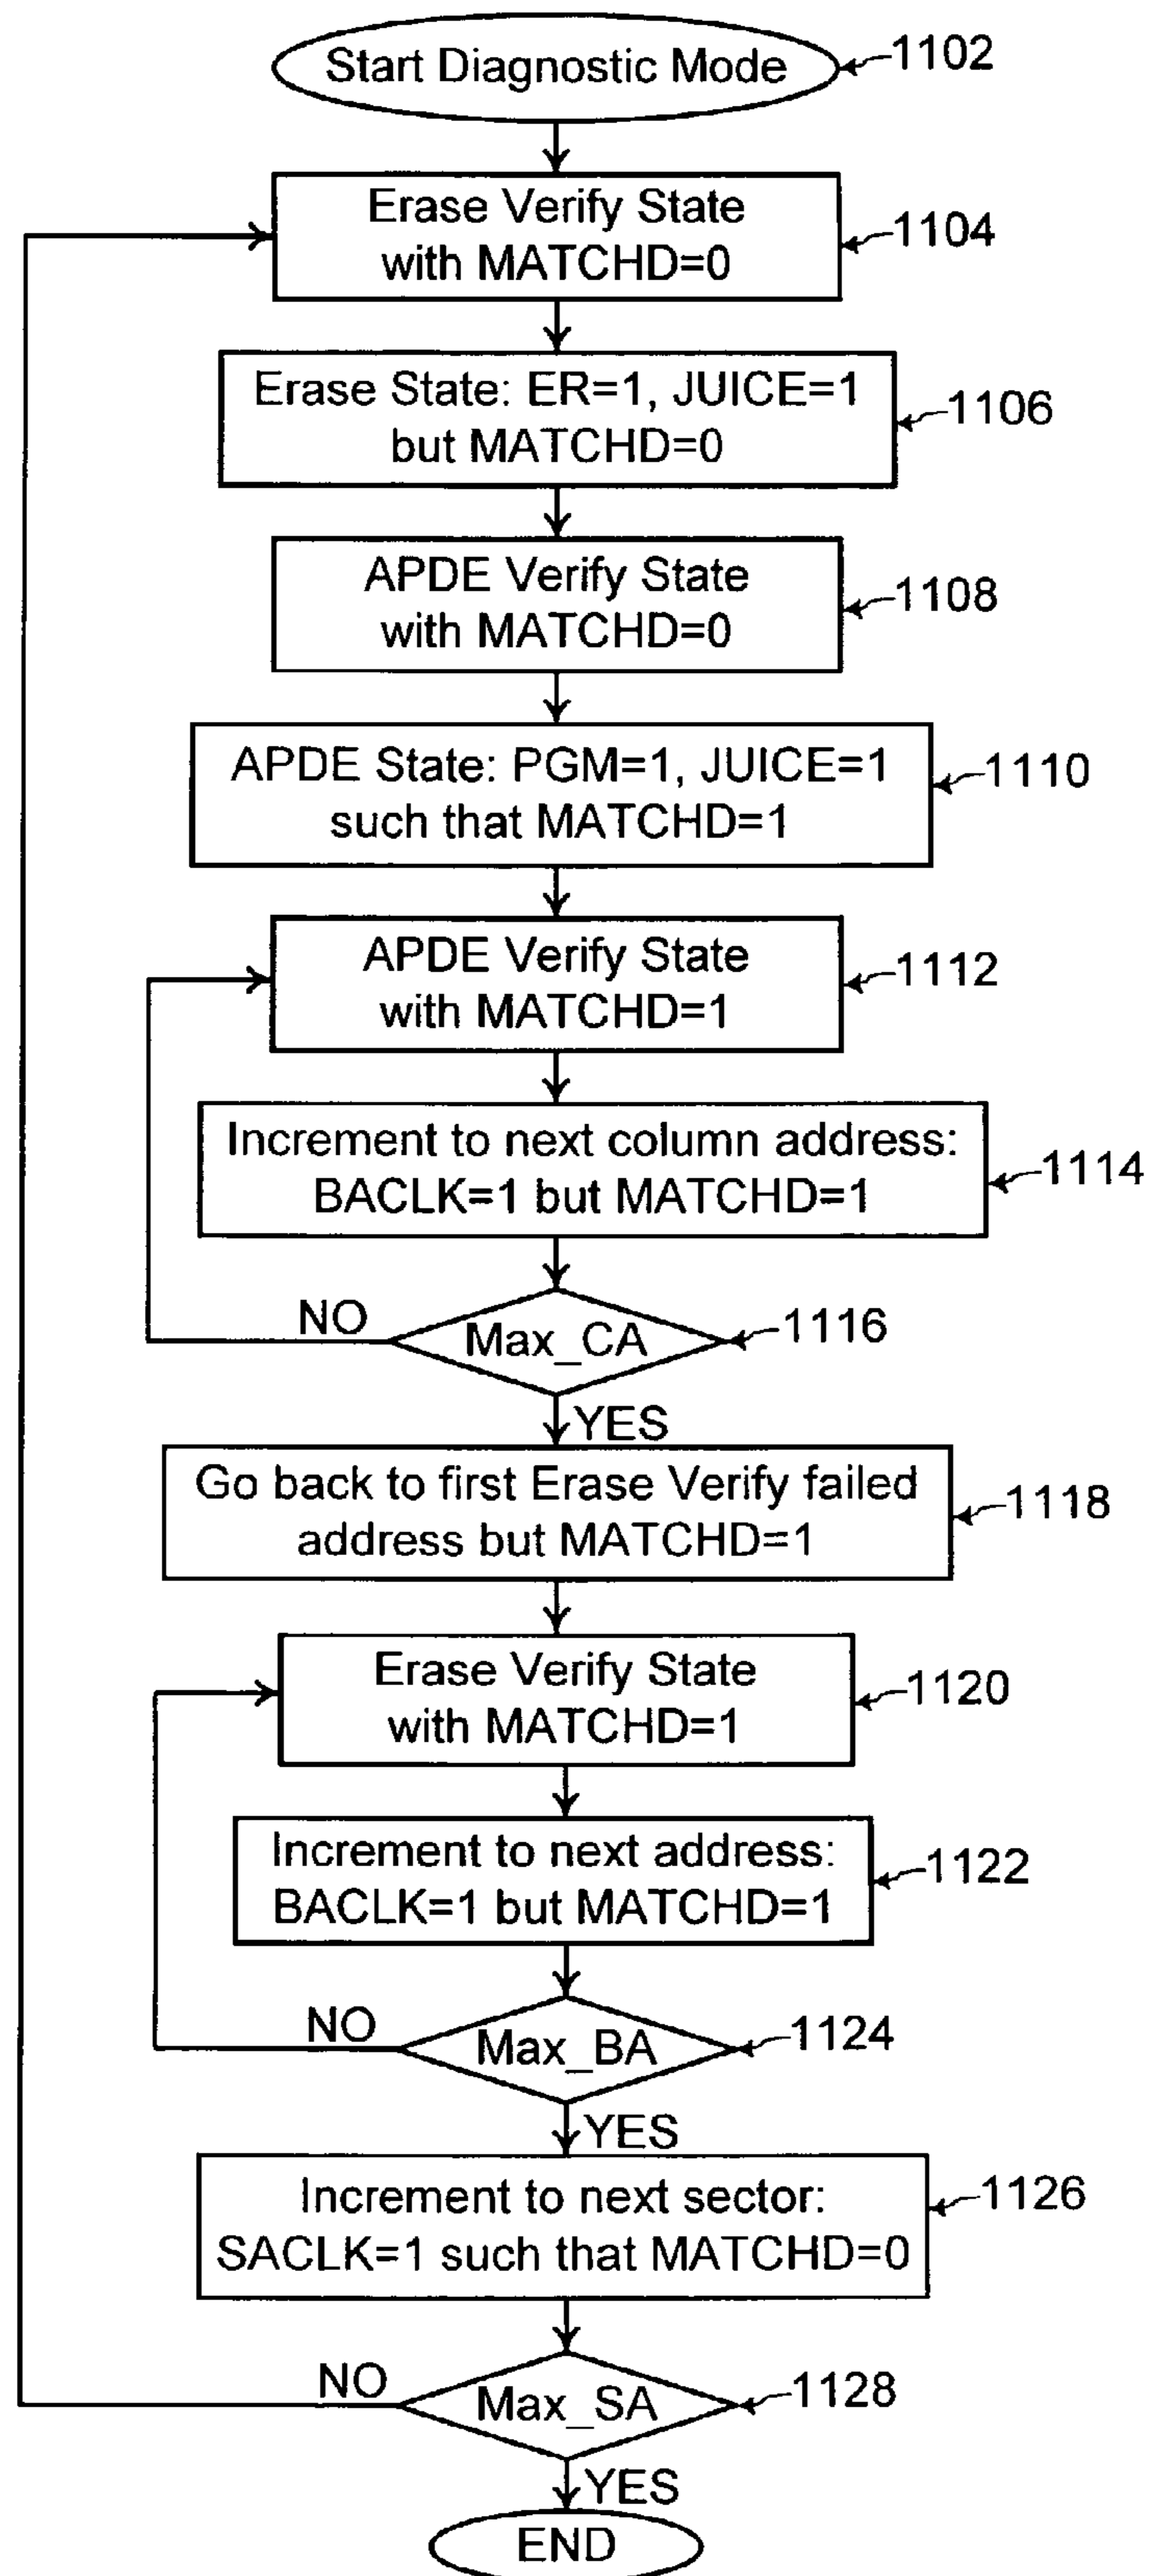 Start Diagnostic Mode
1102
Erase Verify State
with MATCHD=0
1104
Erase State: ER=1, JUICE=1
but MATCHD=0
1106
APDE Verify State
with MATCHD=0
1108
APDE State: PGM=1, JUICE=1
such that MATCHD=1
1110
APDE Verify State
with MATCHD=1
1112
Increment to next column address:
BACLK=1 but MATCHD=1
1114
NO
Max_CA
1116
YES
Go back to first Erase Verify failed
address but MATCHD=1
1118
Erase Verify State
with MATCHD=1
1120
Increment to next address:
BACLK=1 but MATCHD=1
1122
NO
Max_BA
1124
YES
Increment to next sector:
SACLK=1 such that MATCHD=0
1126
NO
Max_SA
1128
YES
END